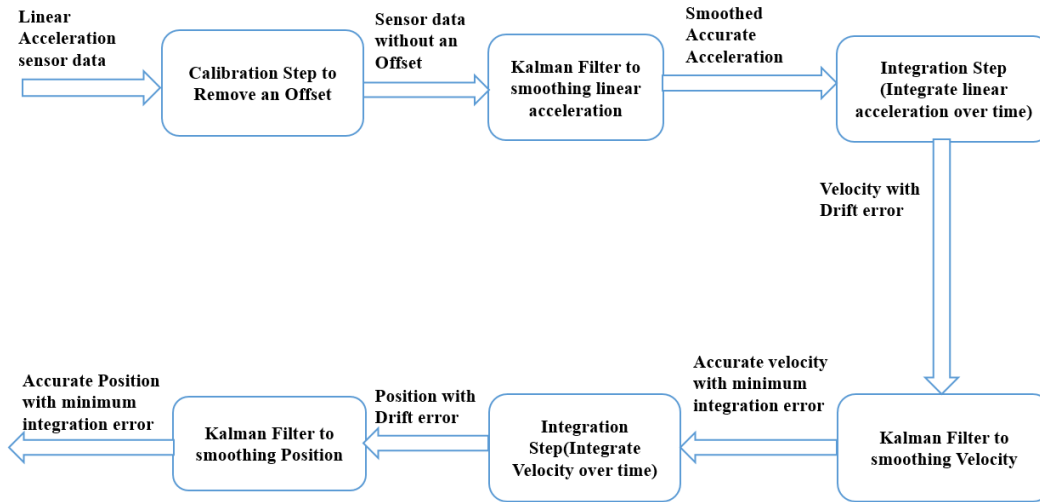 Linear
Acceleration
sensor data
Calibration Step to
Remove an Offset
Sensor data
without an
Offset
Kalman Filter to
smoothing linear
acceleration
Smoothed
Accurate
Acceleration
Integration Step
(Integrate linear
acceleration over time)
Velocity with
Drift error
Kalman Filter to
smoothing Velocity
Accurate velocity
with minimum
integration error
Integration
Step(Integrate
Velocity over time)
Position with
Drift error
Kalman Filter to
smoothing Position
Accurate Position
with minimum
integration error